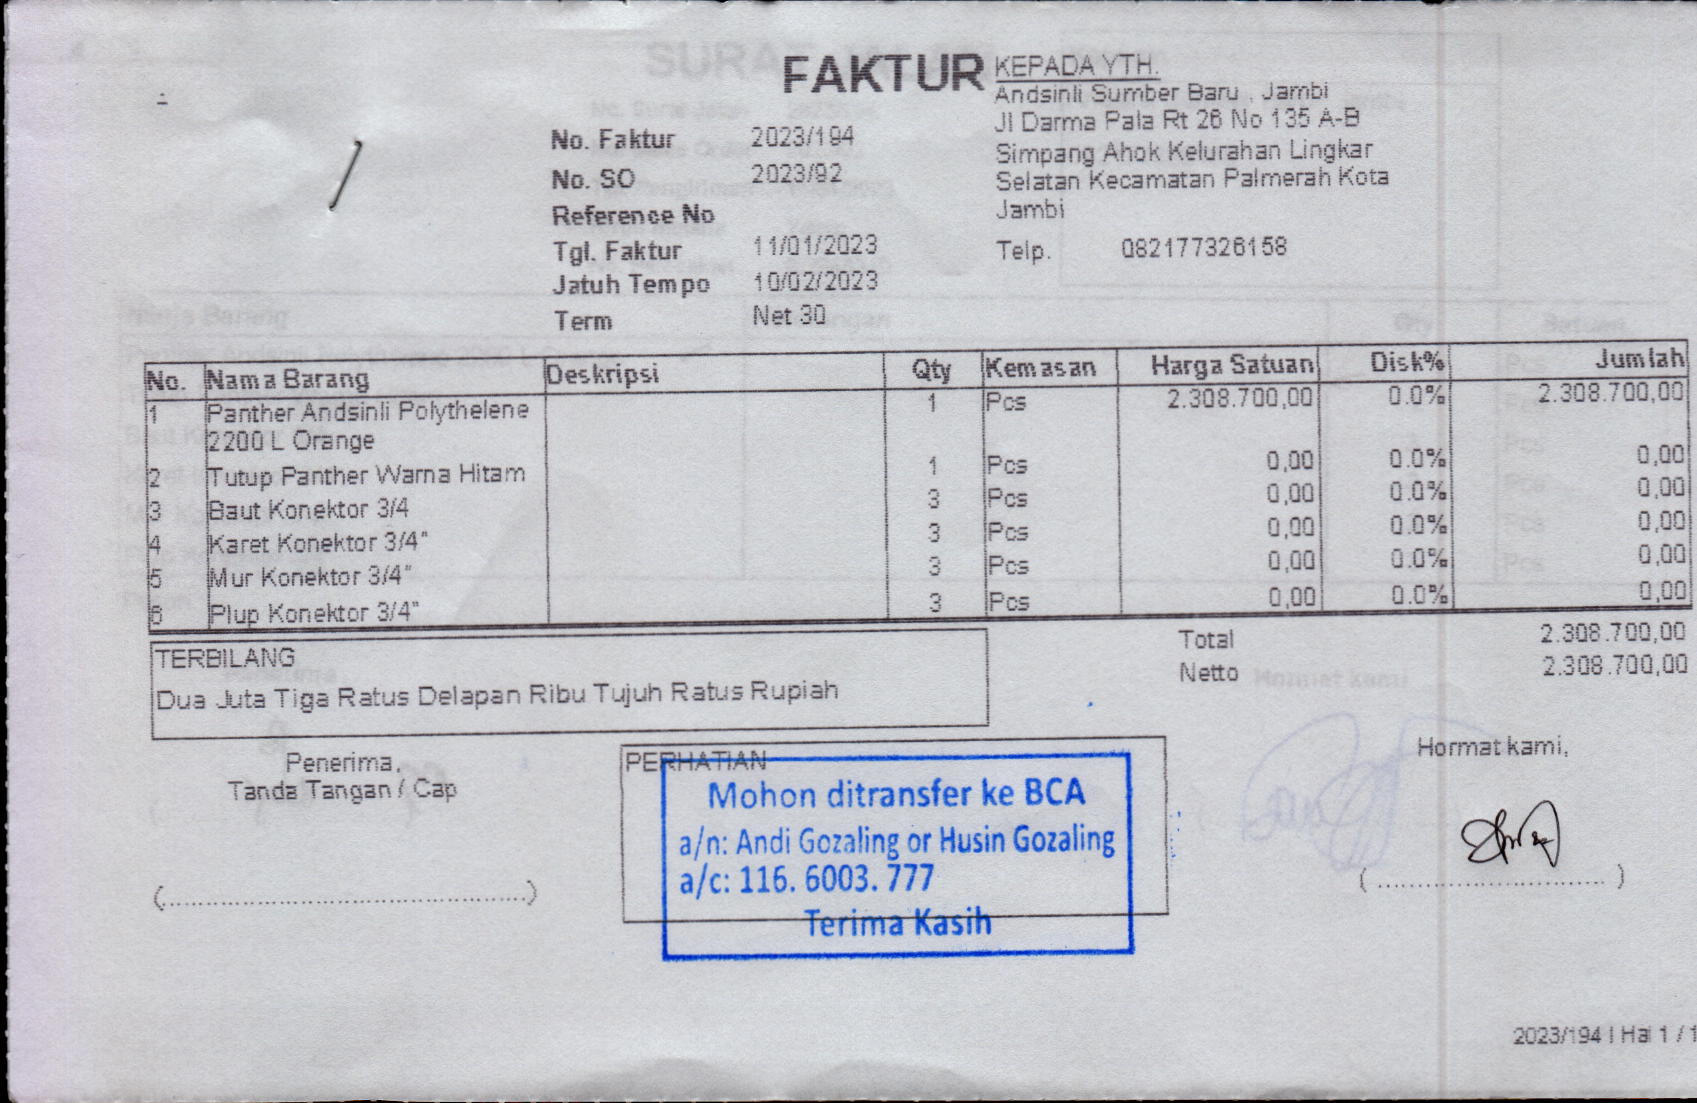 FAKTUR
No. Faktur 2023/194
No. SO 2023/92
Reference No
Tgl. Faktur 11/01/2023
Jatuh Tempo 10/02/2023
Term Net 30
KEPADA YTH.
Andsinli Sumber Baru , Jambi
Jl Darma Pala Rt 26 No 135 A-B
Simpang Ahok Kelurahan Lingkar
Selatan Kecamatan Palmerah Kota
Jambi
Telp. 082177326158
No. Nama Barang Deskripsi Qty Kemasan Harga Satuan Disk% Jumlah
1 Panther Andsinli Polythelene 1 Pcs 2.308.700,00 0.0% 2.308.700,00
2200 L Orange
2 Tutup Panther Warna Hitam 1 Pcs 0,00 0.0% 0,00
3 Baut Konektor 3/4 3 Pcs 0,00 0.0% 0,00
4 Karet Konektor 3/4" 3 Pcs 0,00 0.0% 0,00
5 Mur Konektor 3/4" 3 Pcs 0,00 0.0% 0,00
6 Plup Konektor 3/4" 3 Pcs 0,00 0.0% 0,00
Total 2.308.700,00
Netto 2.308.700,00
TERBILANG
Dua Juta Tiga Ratus Delapan Ribu Tujuh Ratus Rupiah
Penerima,
Tanda Tangan / Cap
(..........................................)
PERHATIAN
Mohon ditransfer ke BCA
a/n: Andi Gozaling or Husin Gozaling
a/c: 116. 6003. 777
Terima Kasih
Hormat kami,
( ............................ )
2023/194 | Hal 1 / 1